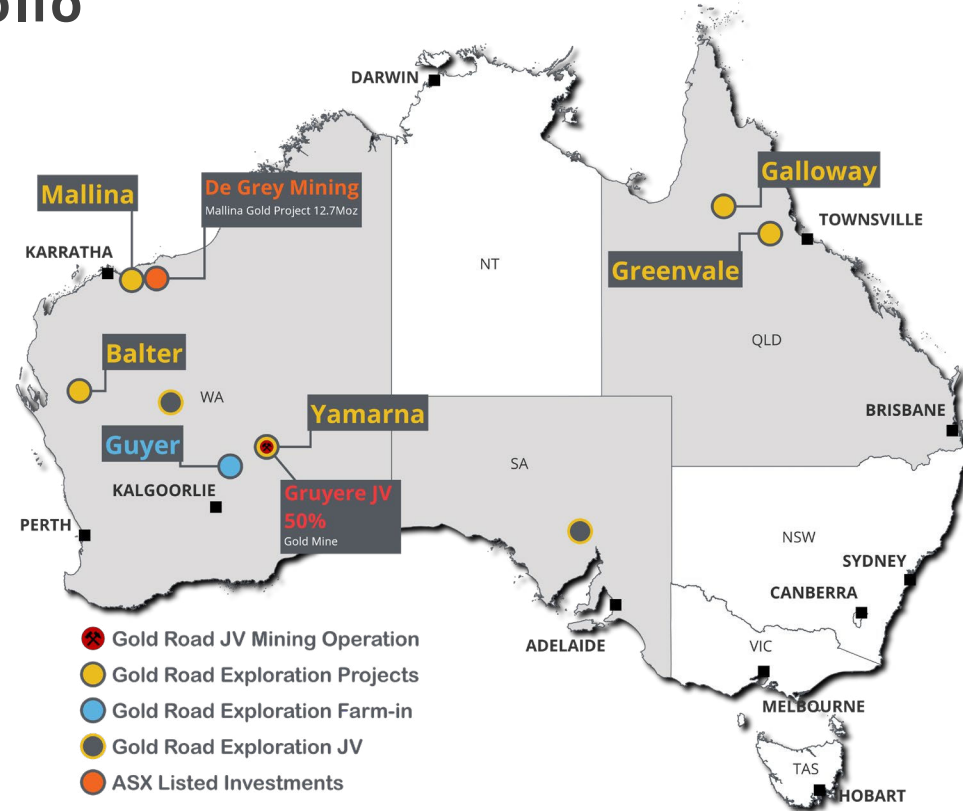 DARWIN
Galloway
Mallina
De Grey Mining
Mallina Gold Project 12.7Moz
TOWNSVILLE
KARRATHA
NT
Greenvale
QLD
Balter
WA
Yamarna
BRISBANE
Guyer
SA
KALGOORLIE
Gruyere JV
50%
Gold Mine
PERTH
NSW
SYDNEY
CANBERRA
ADELAIDE
VIC
MELBOURNE
TAS
HOBART
Gold Road JV Mining Operation
Gold Road Exploration Projects
Gold Road Exploration Farm-in
Gold Road Exploration JV
ASX Listed Investments